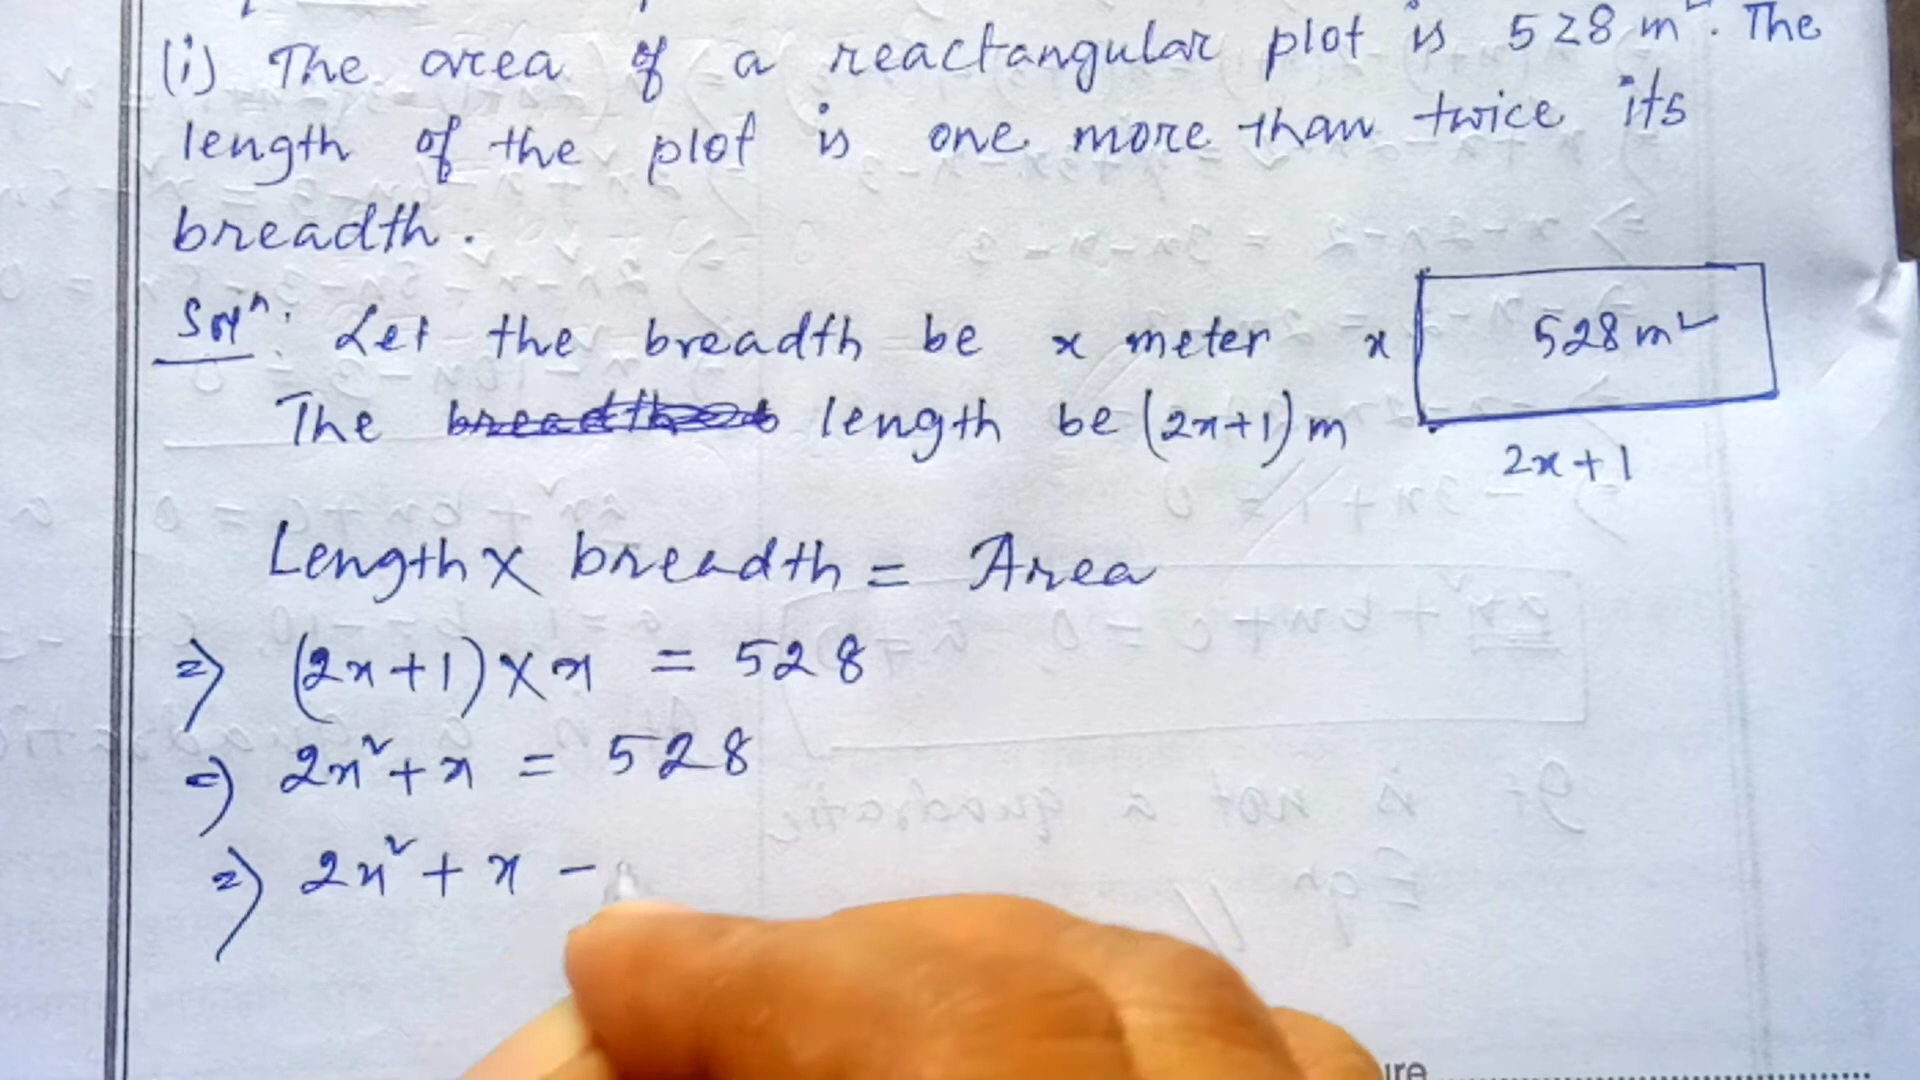 (i) The area of a reactangular plot is 528 m². The
length of the plot is one more than twice its
breadth.
Solⁿ: Let the breadth be x meter x 528 m²
The length be (2x+1) m
2x+1
Length × breadth = Area
=> (2x+1) × x = 528
=> 2x² + x = 528
=> 2x² + x -